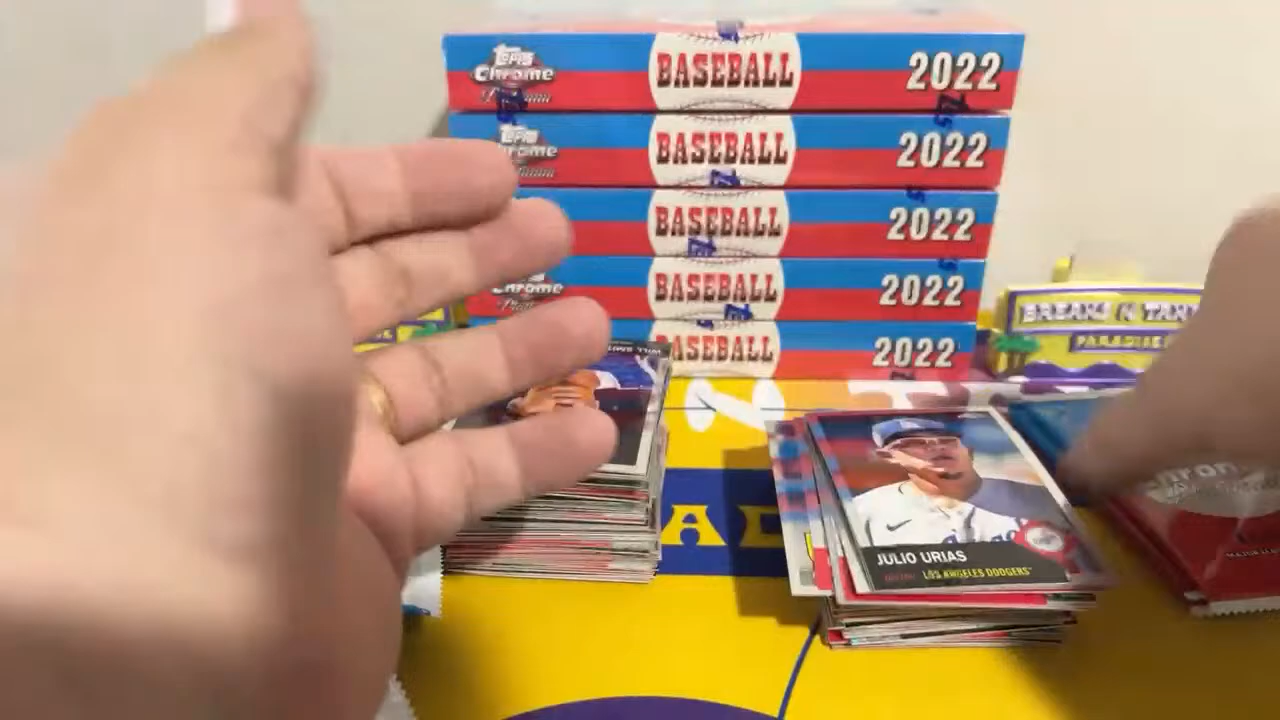 Topps
Chrome
BASEBALL
2022
Topps
Chrome
BASEBALL
2022
BASEBALL
2022
Chrome
BASEBALL
2022
BASEBALL
2022
BREAKS N
PARADISE
N
A
JULIO URIAS
LOS ANGELES DODGERS